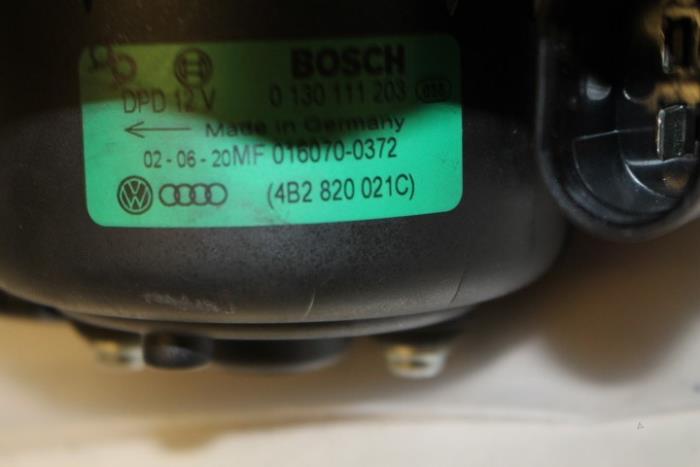 BOSCH
DPD 12 V 0 130 111 203
Made in Germany
02-06-20MF 016070-0372
(4B2 820 021C)